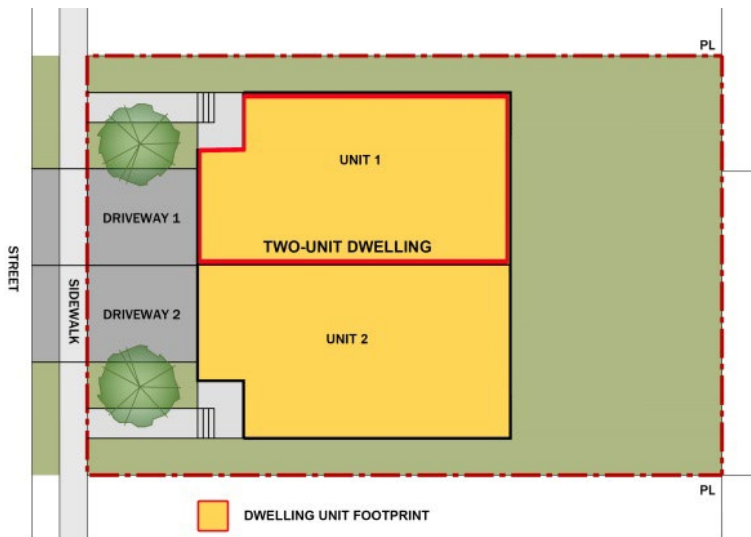 PL
UNIT 1
DRIVEWAY 1
TWO-UNIT DWELLING
STREET
SIDEWALK
DRIVEWAY 2
UNIT 2
PL
DWELLING UNIT FOOTPRINT